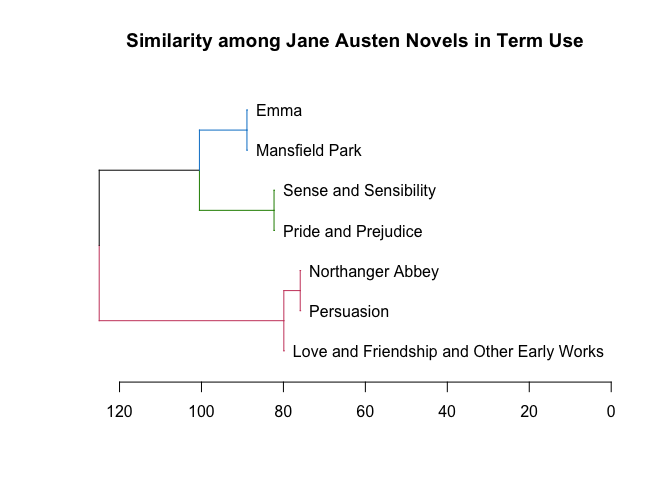 Similarity among Jane Austen Novels in Term Use
Emma
Mansfield Park
Sense and Sensibility
Pride and Prejudice
Northanger Abbey
Persuasion
Love and Friendship and Other Early Works
120 100 80 60 40 20 0